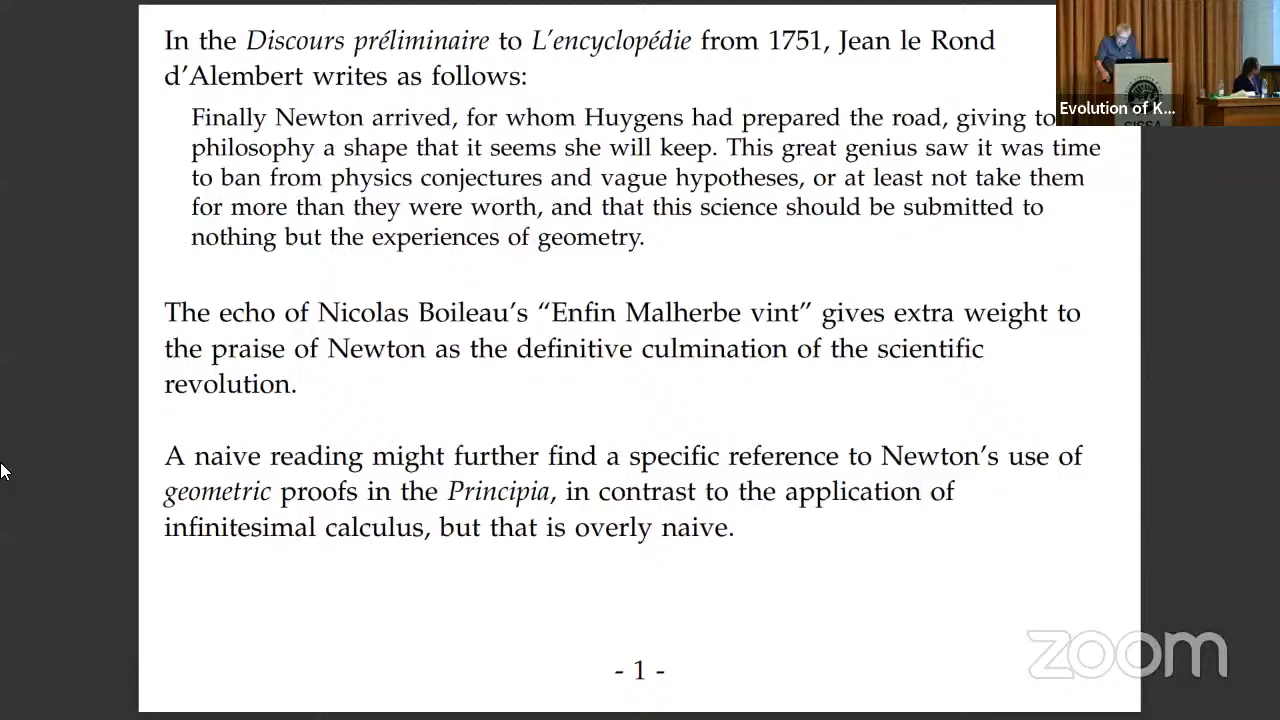 In the Discours préliminaire to L'encyclopédie from 1751, Jean le Rond
d'Alembert writes as follows:
Finally Newton arrived, for whom Huygens had prepared the road, giving to
philosophy a shape that it seems she will keep. This great genius saw it was time
to ban from physics conjectures and vague hypotheses, or at least not take them
for more than they were worth, and that this science should be submitted to
nothing but the experiences of geometry.
The echo of Nicolas Boileau's “Enfin Malherbe vint” gives extra weight to
the praise of Newton as the definitive culmination of the scientific
revolution.
A naive reading might further find a specific reference to Newton's use of
geometric proofs in the Principia, in contrast to the application of
infinitesimal calculus, but that is overly naive.
- 1 -
Evolution of K...
SISSA
zoom